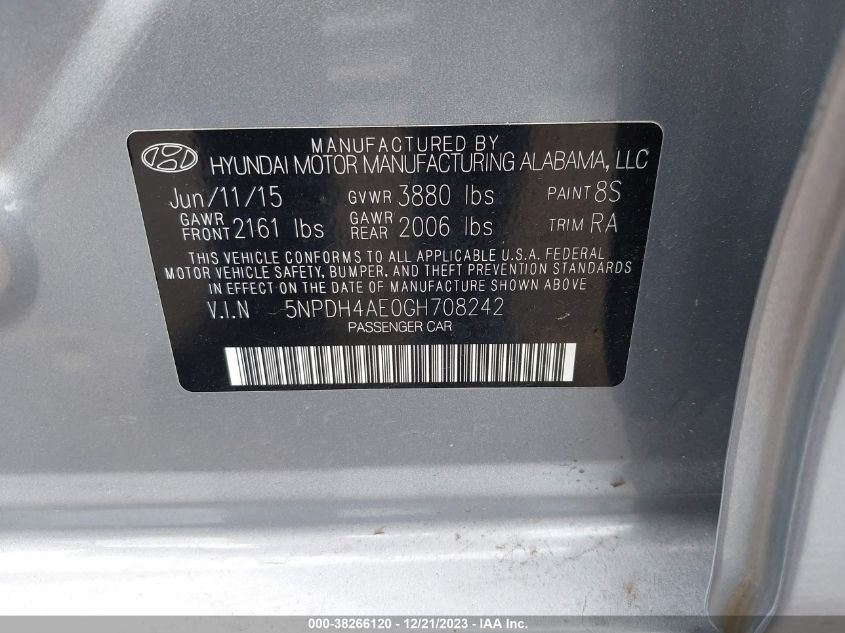 MANUFACTURED BY
HYUNDAI MOTOR MANUFACTURING ALABAMA, LLC
Jun/11/15 GVWR 3880 lbs PAINT 8S
GAWR FRONT 2161 lbs GAWR REAR 2006 lbs TRIM RA
THIS VEHICLE CONFORMS TO ALL APPLICABLE U.S.A. FEDERAL
MOTOR VEHICLE SAFETY, BUMPER, AND THEFT PREVENTION STANDARDS
IN EFFECT ON THE DATE OF MANUFACTURE SHOWN ABOVE
V.I.N 5NPDH4AE0GH708242
PASSENGER CAR
000-38266120 - 12/21/2023 - IAA Inc.